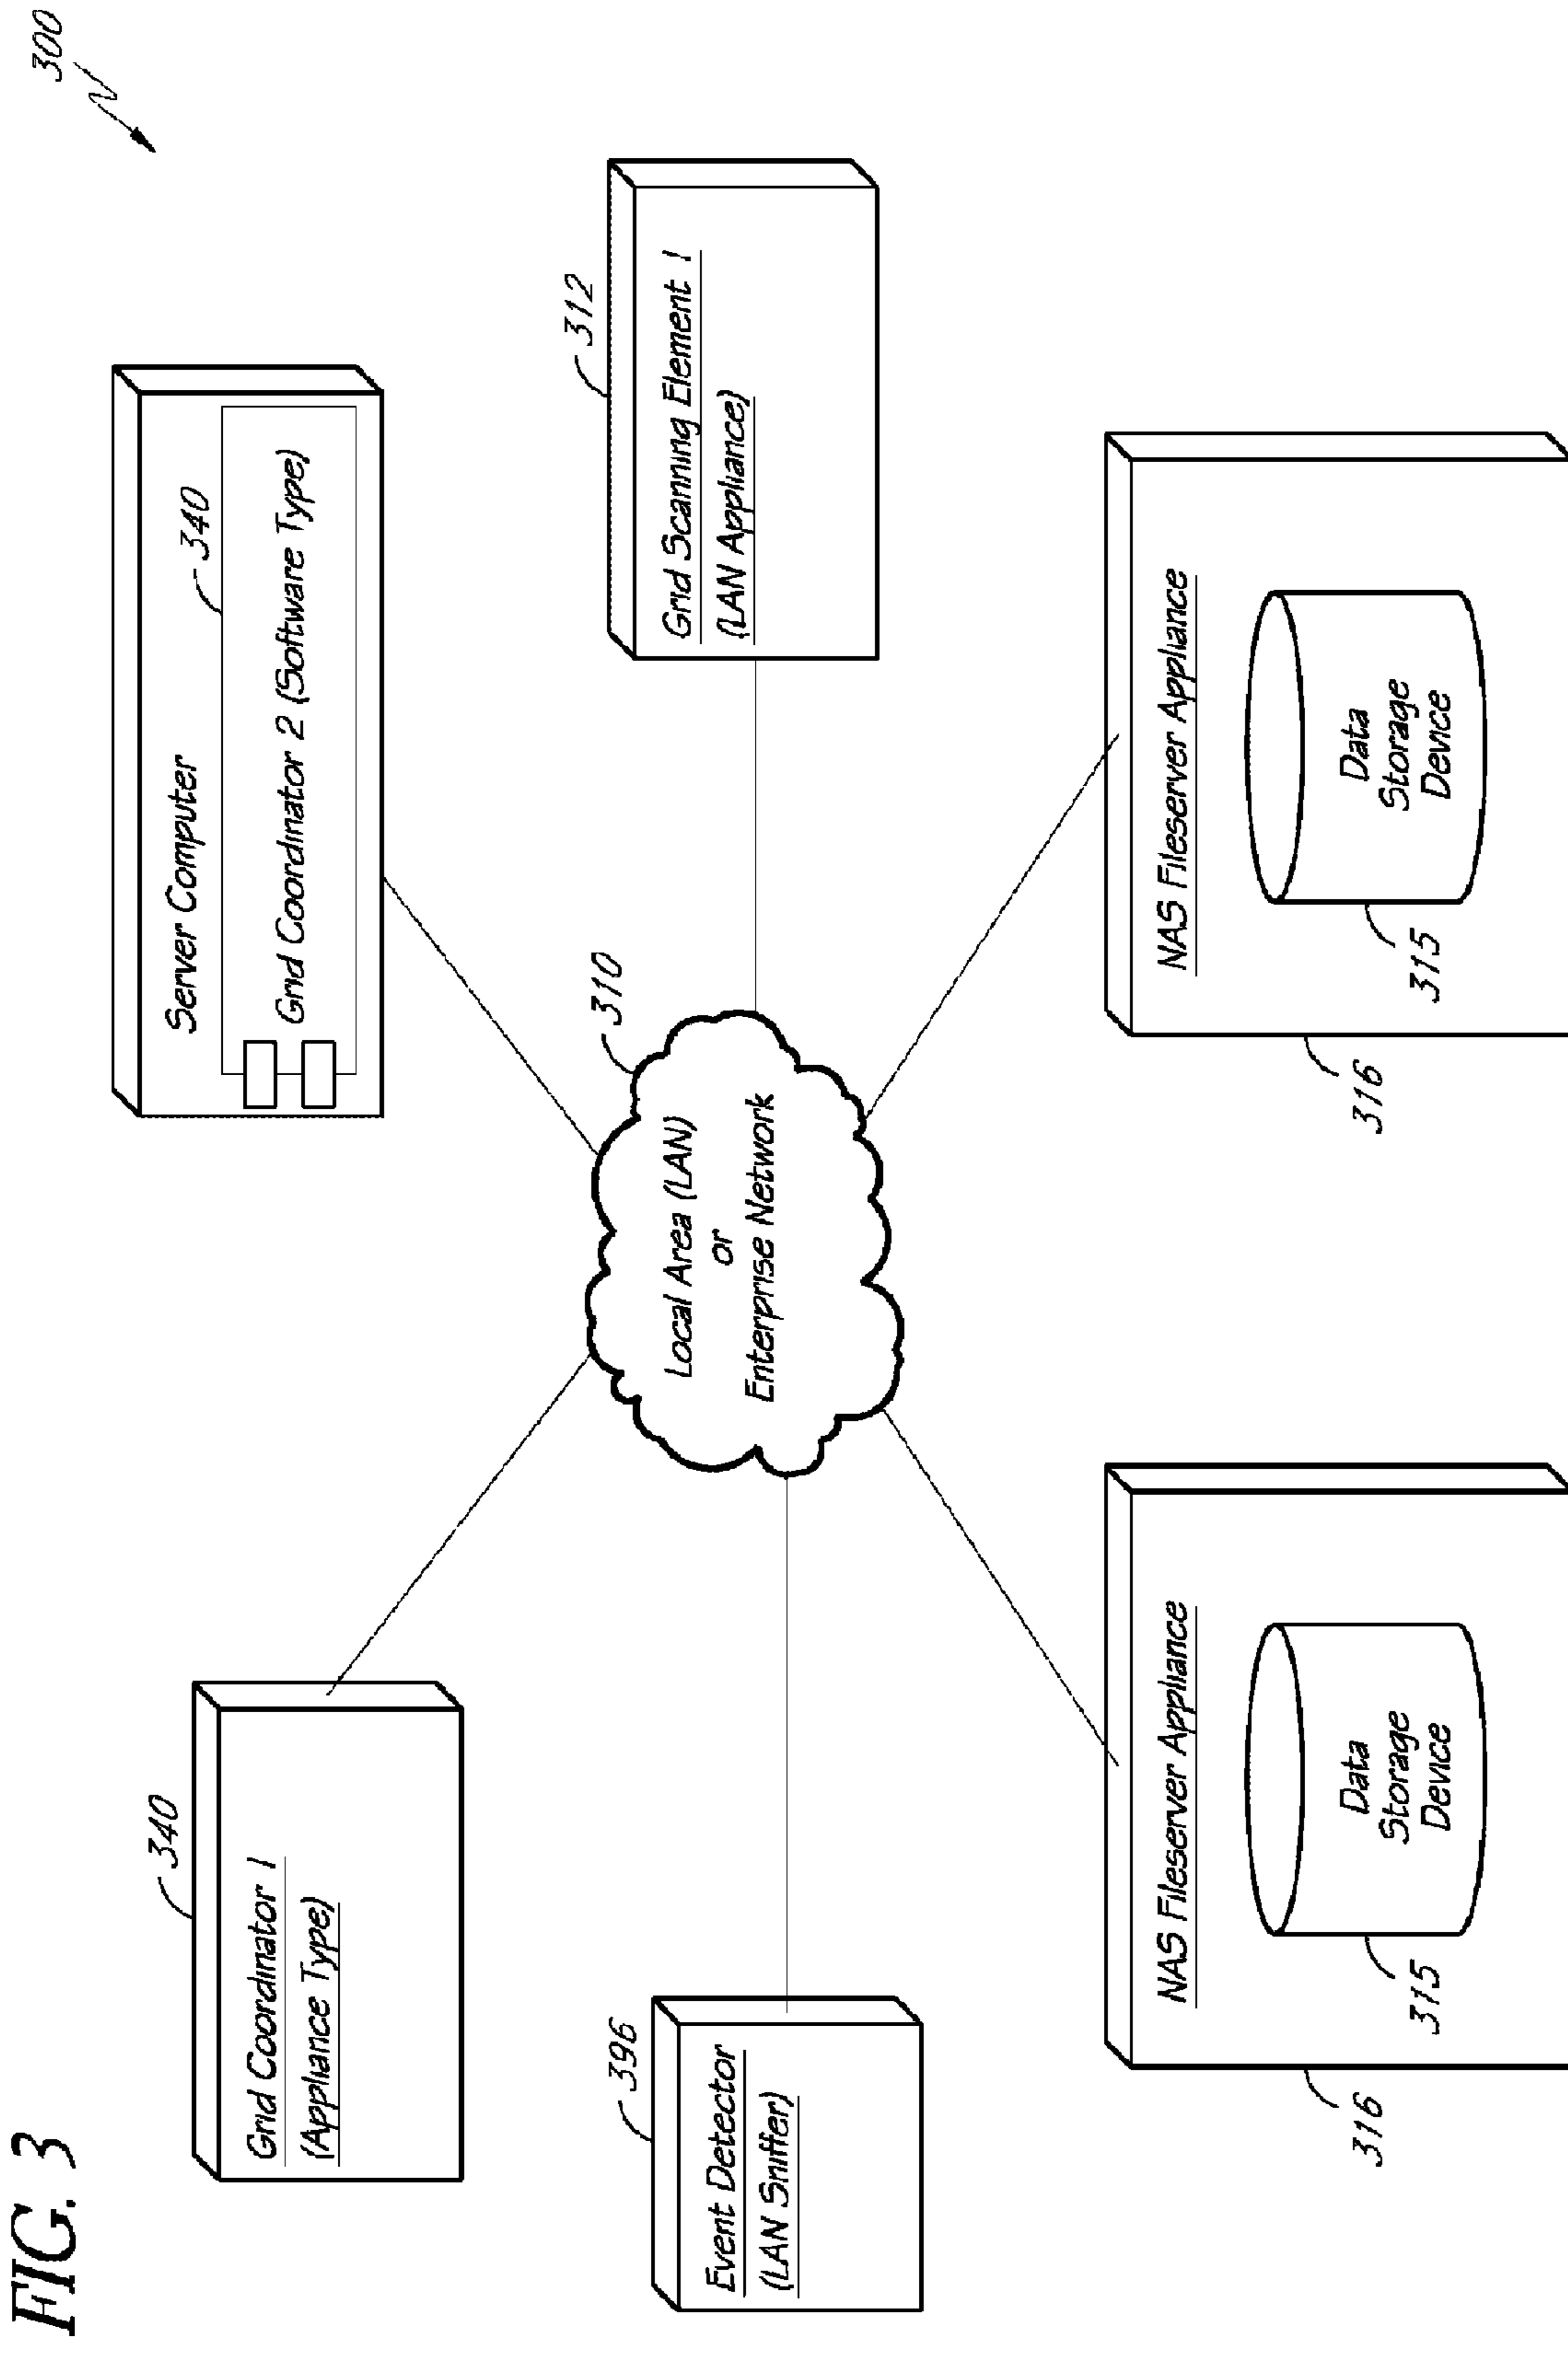 FIG. 3
300
340
Grid Coordinator 1
(Appliance Type)
Server Computer
340
Grid Coordinator 2 (Software Type)
396
Event Detector
(LAN Sniffer)
310
Local Area (LAN)
or
Enterprise Network
312
Grid Scanning Element 1
(LAN Appliance)
316
NAS Fileserver Appliance
315
Data
Storage
Device
316
NAS Fileserver Appliance
315
Data
Storage
Device